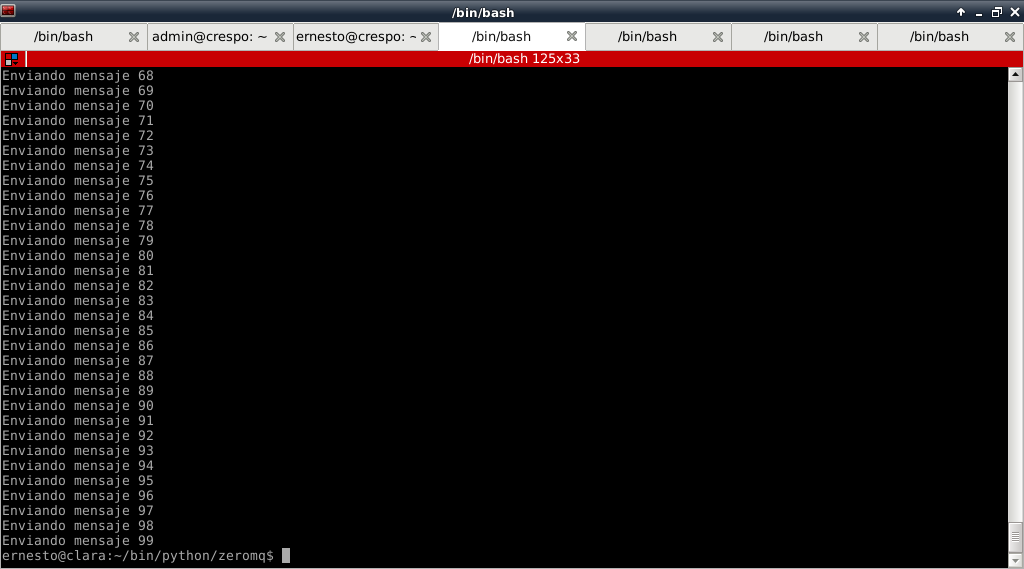 /bin/bash
/bin/bash admin@crespo: ~ ernesto@crespo: ~ /bin/bash /bin/bash /bin/bash /bin/bash
/bin/bash 125x33
Enviando mensaje 68
Enviando mensaje 69
Enviando mensaje 70
Enviando mensaje 71
Enviando mensaje 72
Enviando mensaje 73
Enviando mensaje 74
Enviando mensaje 75
Enviando mensaje 76
Enviando mensaje 77
Enviando mensaje 78
Enviando mensaje 79
Enviando mensaje 80
Enviando mensaje 81
Enviando mensaje 82
Enviando mensaje 83
Enviando mensaje 84
Enviando mensaje 85
Enviando mensaje 86
Enviando mensaje 87
Enviando mensaje 88
Enviando mensaje 89
Enviando mensaje 90
Enviando mensaje 91
Enviando mensaje 92
Enviando mensaje 93
Enviando mensaje 94
Enviando mensaje 95
Enviando mensaje 96
Enviando mensaje 97
Enviando mensaje 98
Enviando mensaje 99
ernesto@clara:~/bin/python/zeromq$